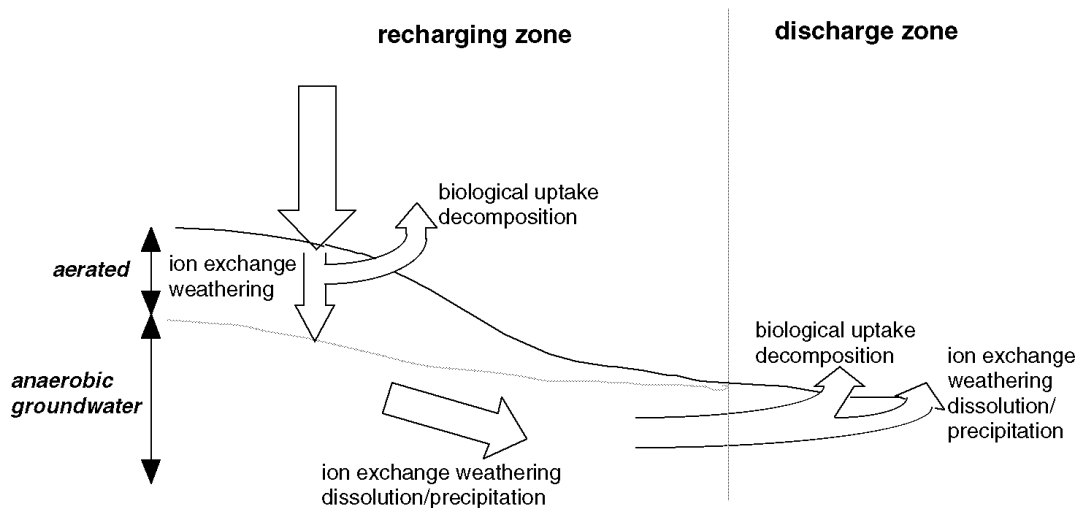 recharging zone
discharge zone
biological uptake
decomposition
aerated
ion exchange
weathering
biological uptake
decomposition
ion exchange
weathering
dissolution/
precipitation
anaerobic
groundwater
ion exchange weathering
dissolution/precipitation